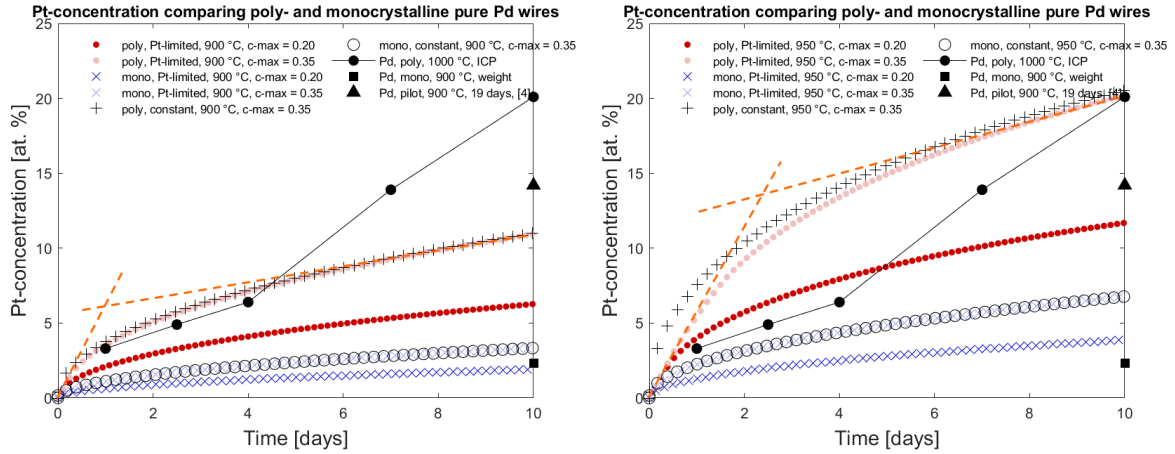 Pt-concentration comparing poly- and monocrystalline pure Pd wires
25
20
15
10
5
0
0
2
4
6
8
10
Pt-concentration [at. %]
Time [days]
poly, Pt-limited, 900 °C, c-max = 0.20
poly, Pt-limited, 900 °C, c-max = 0.35
mono, Pt-limited, 900 °C, c-max = 0.20
mono, Pt-limited, 900 °C, c-max = 0.35
poly, constant, 900 °C, c-max = 0.35
mono, constant, 900 °C, c-max = 0.35
Pd, poly, 1000 °C, ICP
Pd, mono, 900 °C, weight
Pd, pilot, 900 °C, 19 days, [4]
Pt-concentration comparing poly- and monocrystalline pure Pd wires
25
20
15
10
5
0
0
2
4
6
8
10
Pt-concentration [at. %]
Time [days]
poly, Pt-limited, 950 °C, c-max = 0.20
poly, Pt-limited, 950 °C, c-max = 0.35
mono, Pt-limited, 950 °C, c-max = 0.20
mono, Pt-limited, 950 °C, c-max = 0.35
poly, constant, 950 °C, c-max = 0.35
mono, constant, 950 °C, c-max = 0.35
Pd, poly, 1000 °C, ICP
Pd, mono, 900 °C, weight
Pd, pilot, 900 °C, 19 days, [4]